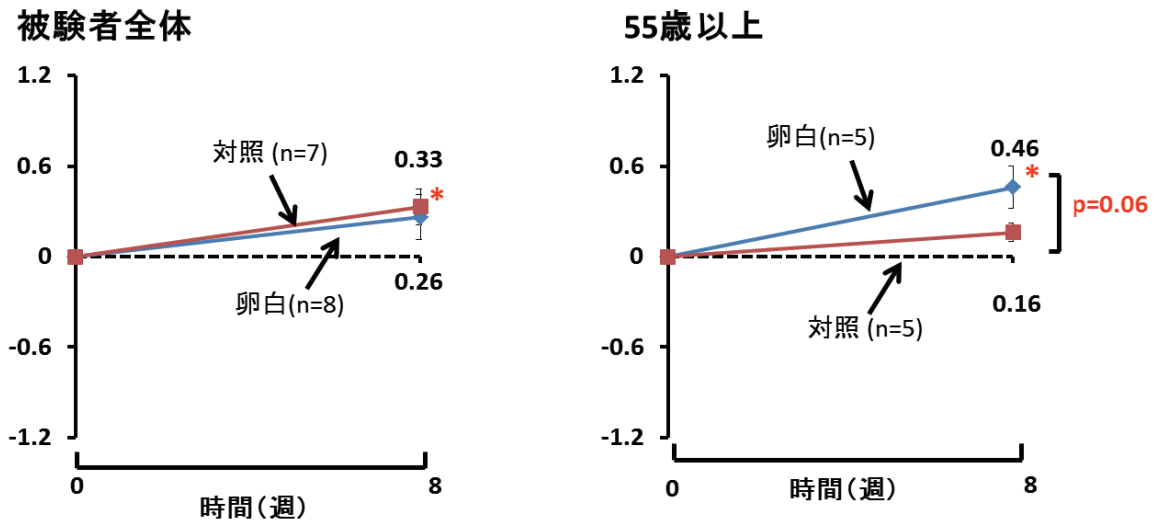 被験者全体
1.2
0.6
0
-0.6
-1.2
対照 (n=7)
0.33
*
卵白(n=8)
0.26
0
8
時間(週)
55歳以上
1.2
0.6
0
-0.6
-1.2
卵白(n=5)
0.46
*
p=0.06
対照 (n=5)
0.16
0
8
時間(週)